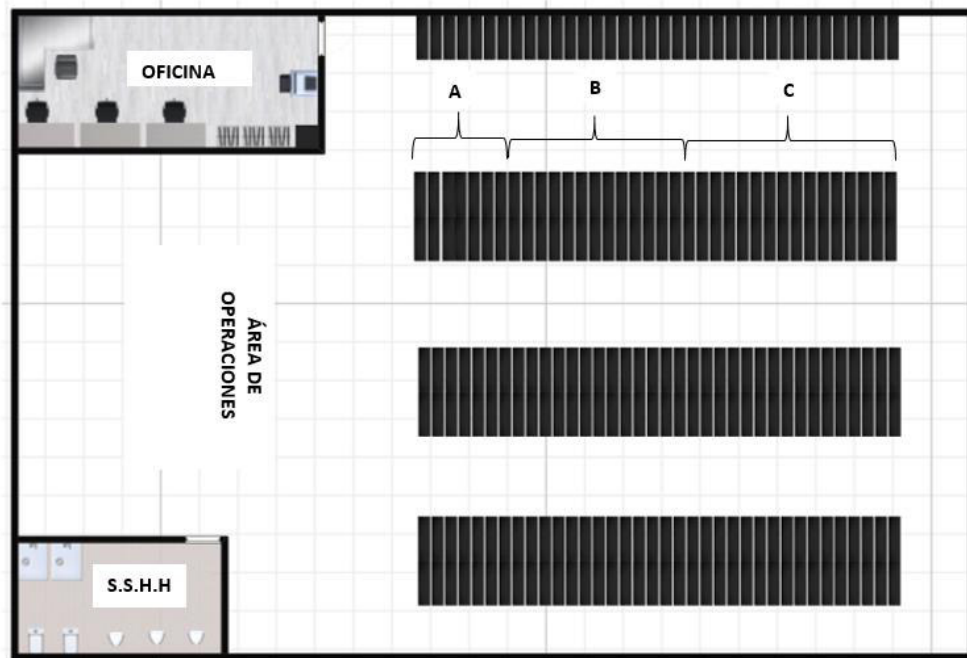 OFICINA
A
B
C
ÁREA DE
OPERACIONES
S.S.H.H